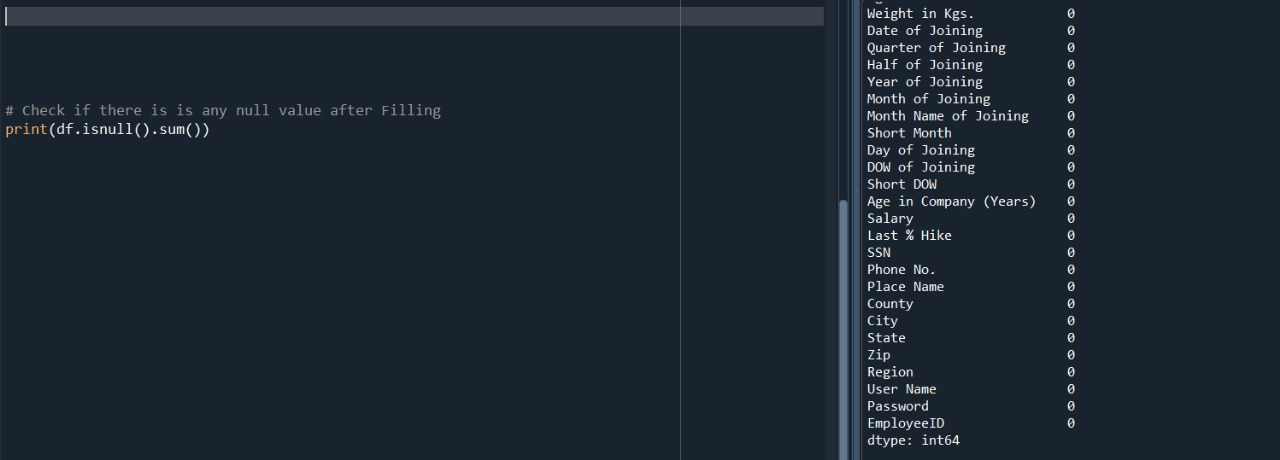 # Check if there is is any null value after Filling
print(df.isnull().sum())
Weight in Kgs. 0
Date of Joining 0
Quarter of Joining 0
Half of Joining 0
Year of Joining 0
Month of Joining 0
Month Name of Joining 0
Short Month 0
Day of Joining 0
DOW of Joining 0
Short DOW 0
Age in Company (Years) 0
Salary 0
Last % Hike 0
SSN 0
Phone No. 0
Place Name 0
County 0
City 0
State 0
Zip 0
Region 0
User Name 0
Password 0
EmployeeID 0
dtype: int64